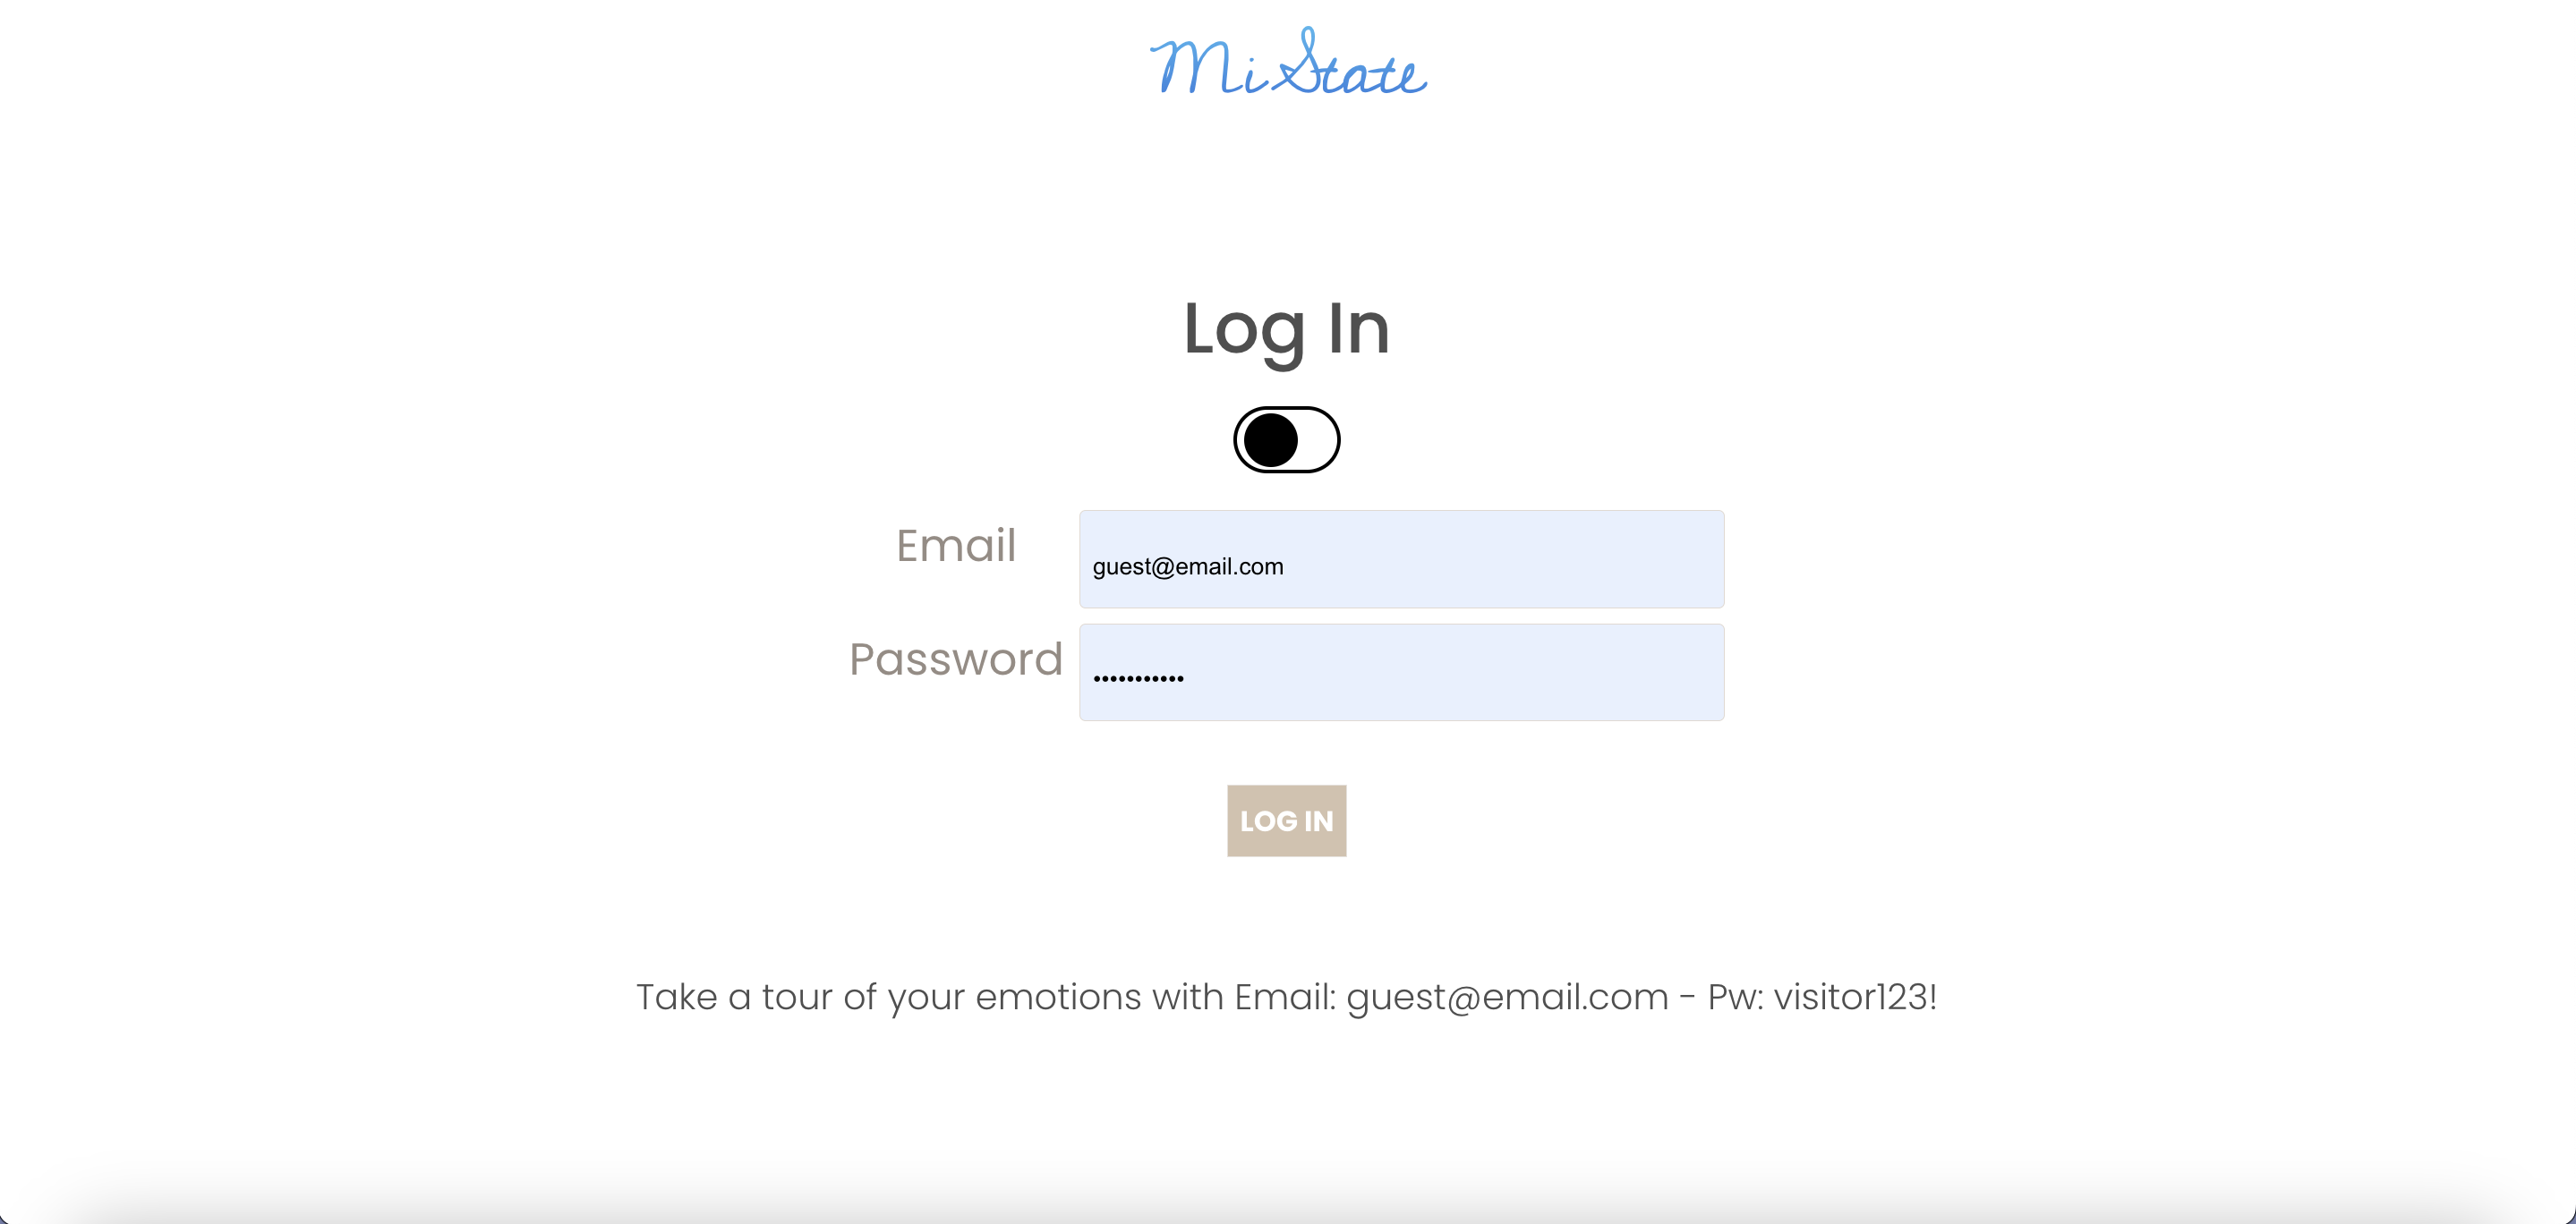 MiState
Log In
Email
guest@email.com
Password
•••••••••••
LOG IN
Take a tour of your emotions with Email: guest@email.com - Pw: visitor123!